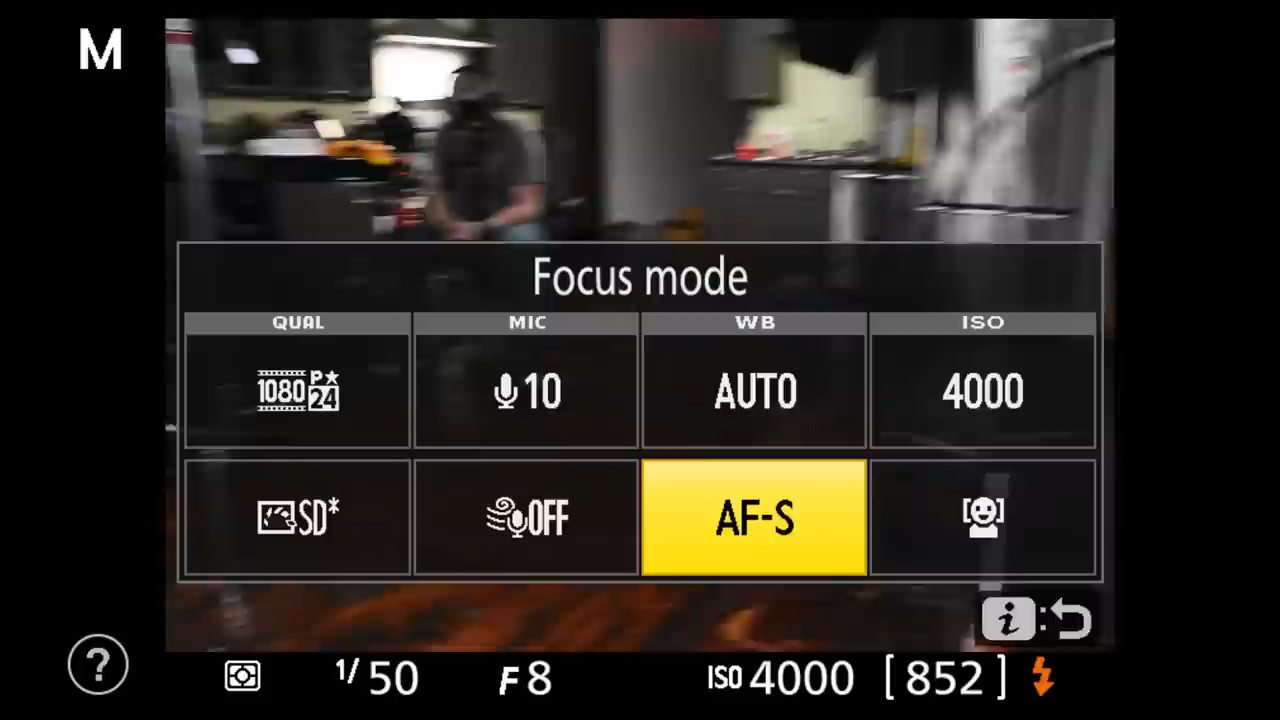 M
Focus mode
QUAL MIC WB ISO
1080 P★ 24 10 AUTO 4000
SD* OFF AF-S
i :
? 1/50 F8 ISO 4000 [852]